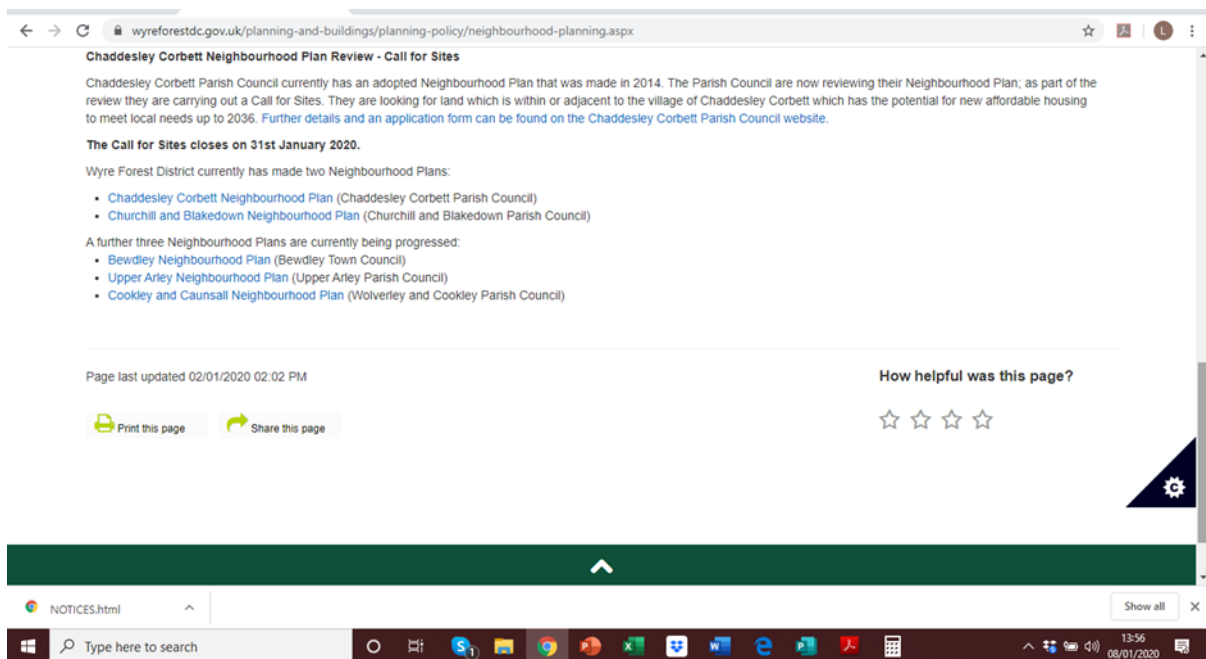 wyreforestdc.gov.uk/planning-and-buildings/planning-policy/neighbourhood-planning.aspx
L
Chaddesley Corbett Neighbourhood Plan Review - Call for Sites
Chaddesley Corbett Parish Council currently has an adopted Neighbourhood Plan that was made in 2014. The Parish Council are now reviewing their Neighbourhood Plan; as part of the
review they are carrying out a Call for Sites. They are looking for land which is within or adjacent to the village of Chaddesley Corbett which has the potential for new affordable housing
to meet local needs up to 2036. Further details and an application form can be found on the Chaddesley Corbett Parish Council website.
The Call for Sites closes on 31st January 2020.
Wyre Forest District currently has made two Neighbourhood Plans:
• Chaddesley Corbett Neighbourhood Plan (Chaddesley Corbett Parish Council)
• Churchill and Blakedown Neighbourhood Plan (Churchill and Blakedown Parish Council)
A further three Neighbourhood Plans are currently being progressed:
• Bewdley Neighbourhood Plan (Bewdley Town Council)
• Upper Arley Neighbourhood Plan (Upper Arley Parish Council)
• Cookley and Caunsall Neighbourhood Plan (Wolverley and Cookley Parish Council)
Page last updated 02/01/2020 02:02 PM
How helpful was this page?
Print this page
Share this page
NOTICES.html
Show all
Type here to search
13:56
08/01/2020